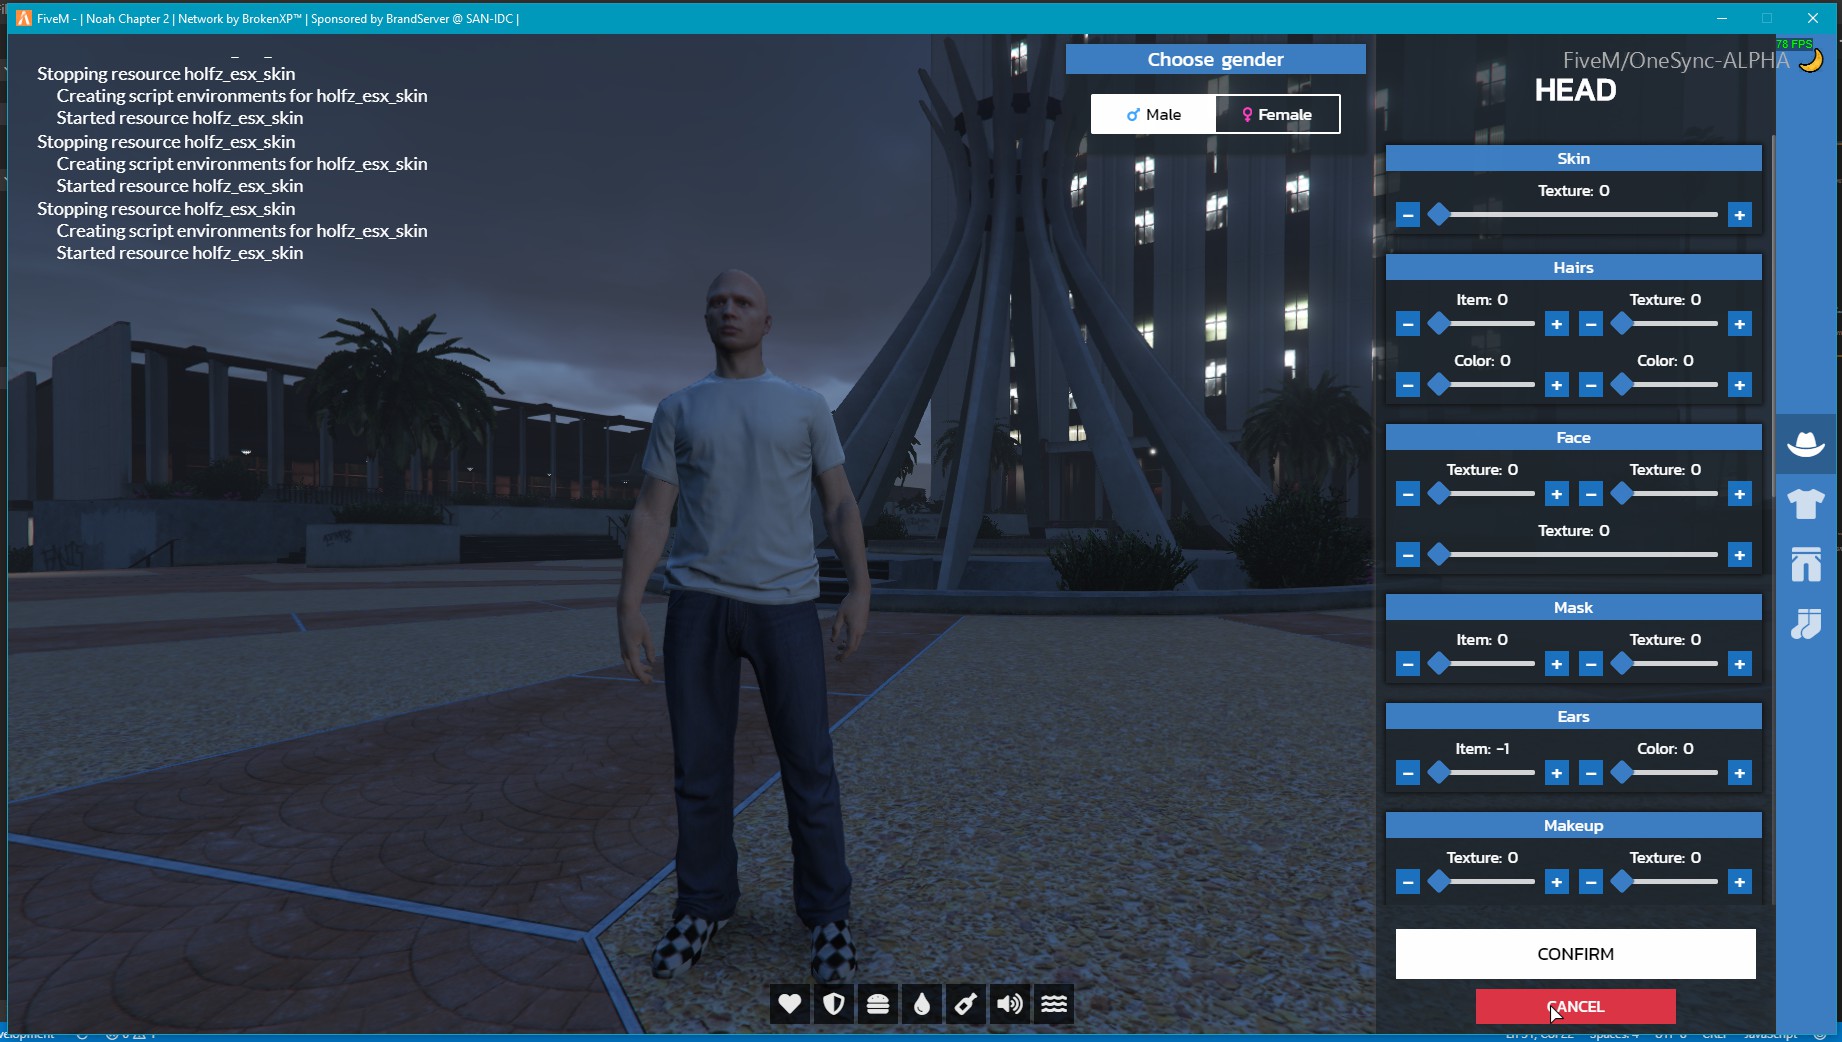 FiveM - | Noah Chapter 2 | Network by BrokenXP™ | Sponsored by BrandServer @ SAN-IDC |
Stopping resource holfz_esx_skin
Creating script environments for holfz_esx_skin
Started resource holfz_esx_skin
Stopping resource holfz_esx_skin
Creating script environments for holfz_esx_skin
Started resource holfz_esx_skin
Stopping resource holfz_esx_skin
Creating script environments for holfz_esx_skin
Started resource holfz_esx_skin
Choose gender
Male Female
78 FPS
FiveM/OneSync-ALPHA
HEAD
Skin
Texture: 0
Hairs
Item: 0 Texture: 0
Color: 0 Color: 0
Face
Texture: 0 Texture: 0
Texture: 0
Mask
Item: 0 Texture: 0
Ears
Item: -1 Color: 0
Makeup
Texture: 0 Texture: 0
CONFIRM
CANCEL